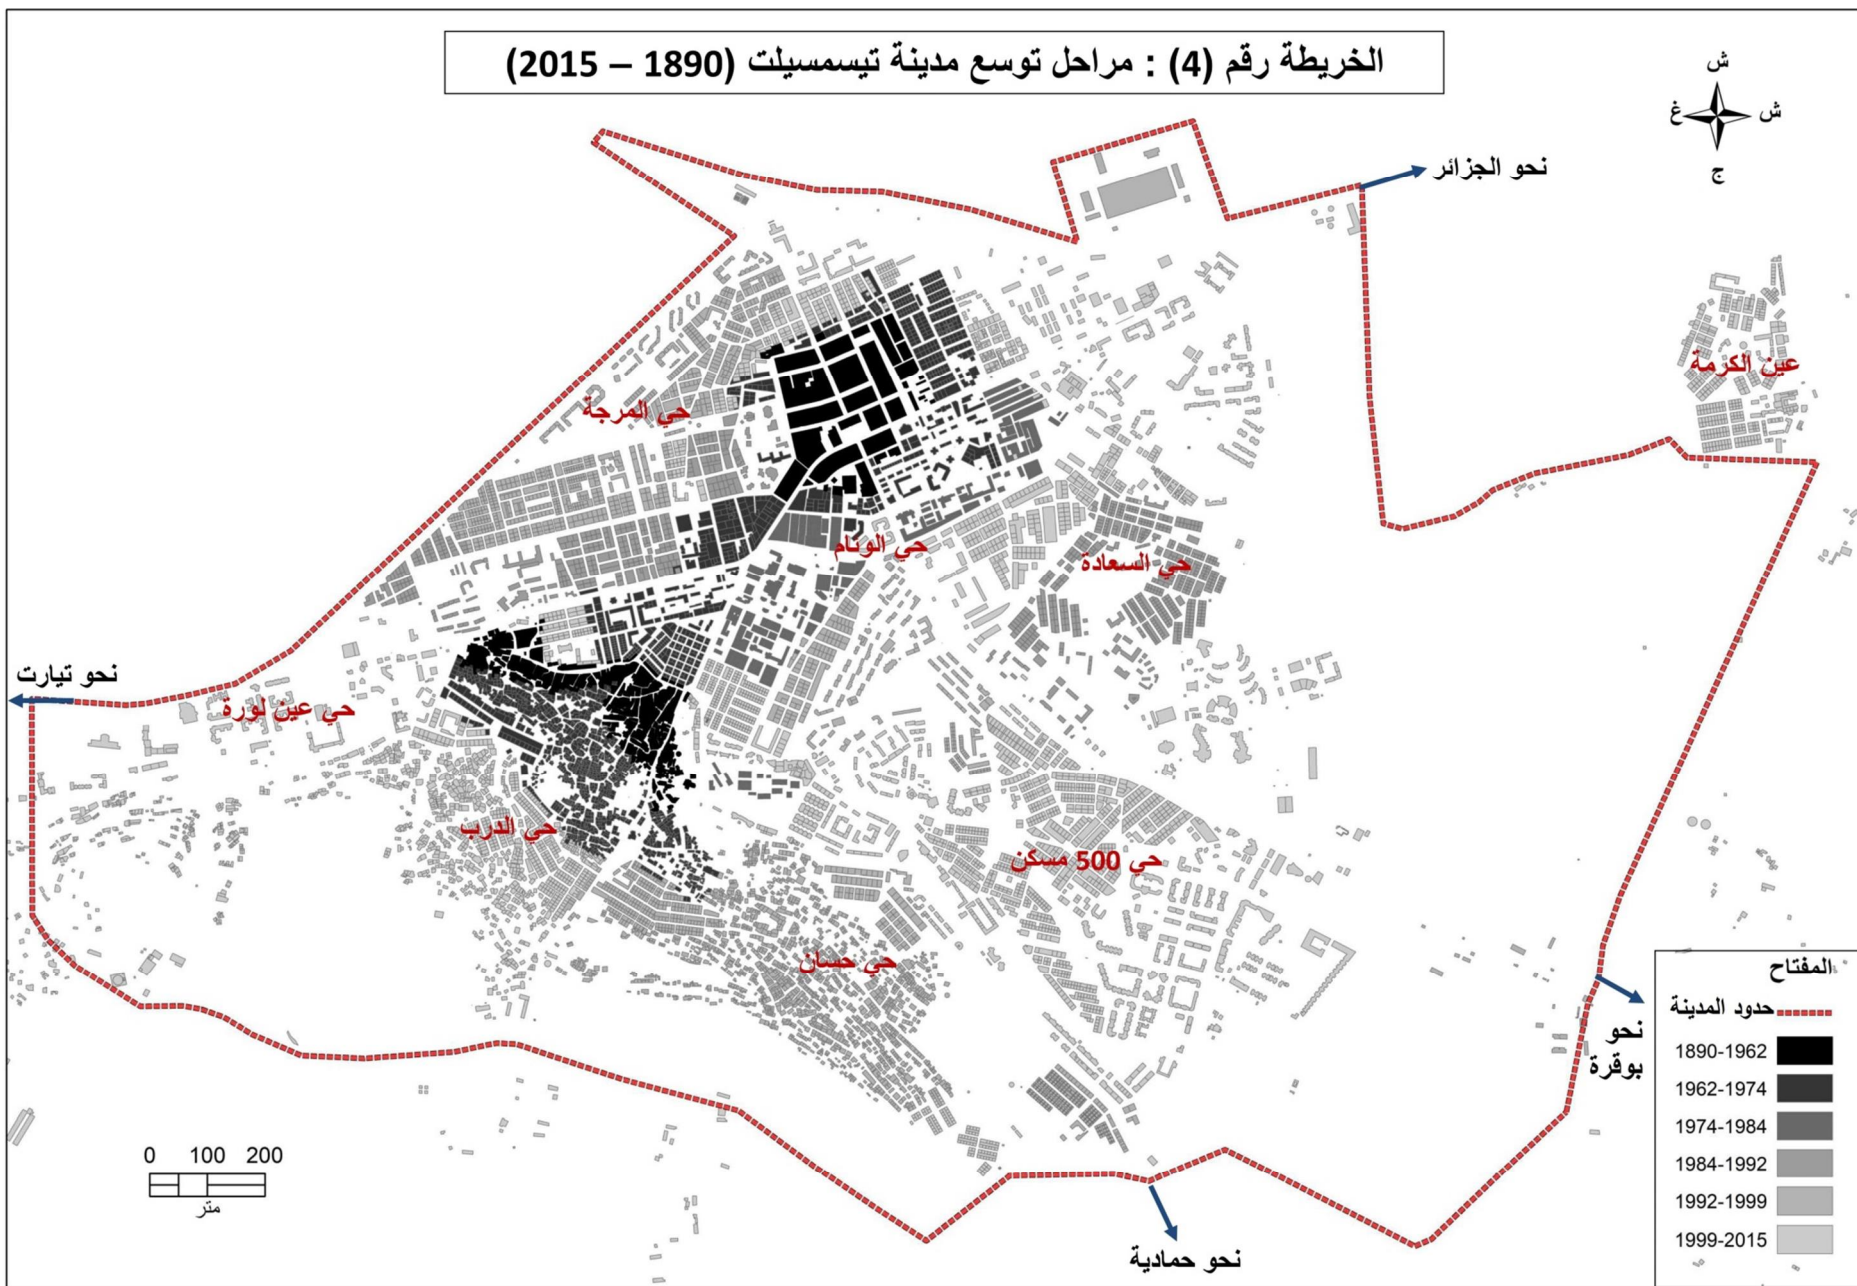 الخريطة رقم (4) : مراحل توسع مدينة تيسمسيلت (1890 – 2015)
ش
غ
ش
ج
نحو الجزائر
عين الكرمة
حي المرجة
حي الونام
حي السعادة
نحو تيارت
حي عين لورة
حي الدرب
حي 500 مسكن
حي حسان
نحو
بوقرة
نحو حمادية
0 100 200
متر
المفتاح
حدود المدينة
1890-1962
1962-1974
1974-1984
1984-1992
1992-1999
1999-2015